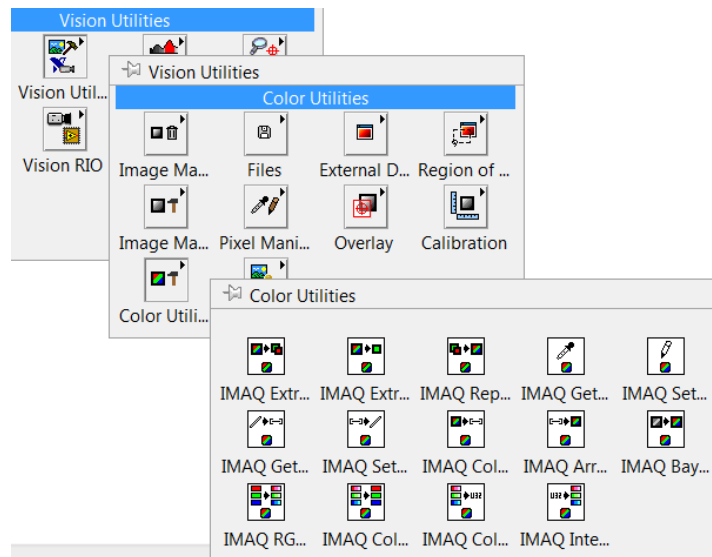 Vision Utilities
Vision Utilities
Color Utilities
Vision Util...
Vision RIO
Image Ma... Files External D... Region of ...
Image Ma... Pixel Mani... Overlay Calibration
Color Utili...
Color Utilities
IMAQ Extr... IMAQ Extr... IMAQ Rep... IMAQ Get... IMAQ Set...
IMAQ Get... IMAQ Set... IMAQ Col... IMAQ Arr... IMAQ Bay...
U32 U32
IMAQ RG... IMAQ Col... IMAQ Col... IMAQ Inte...